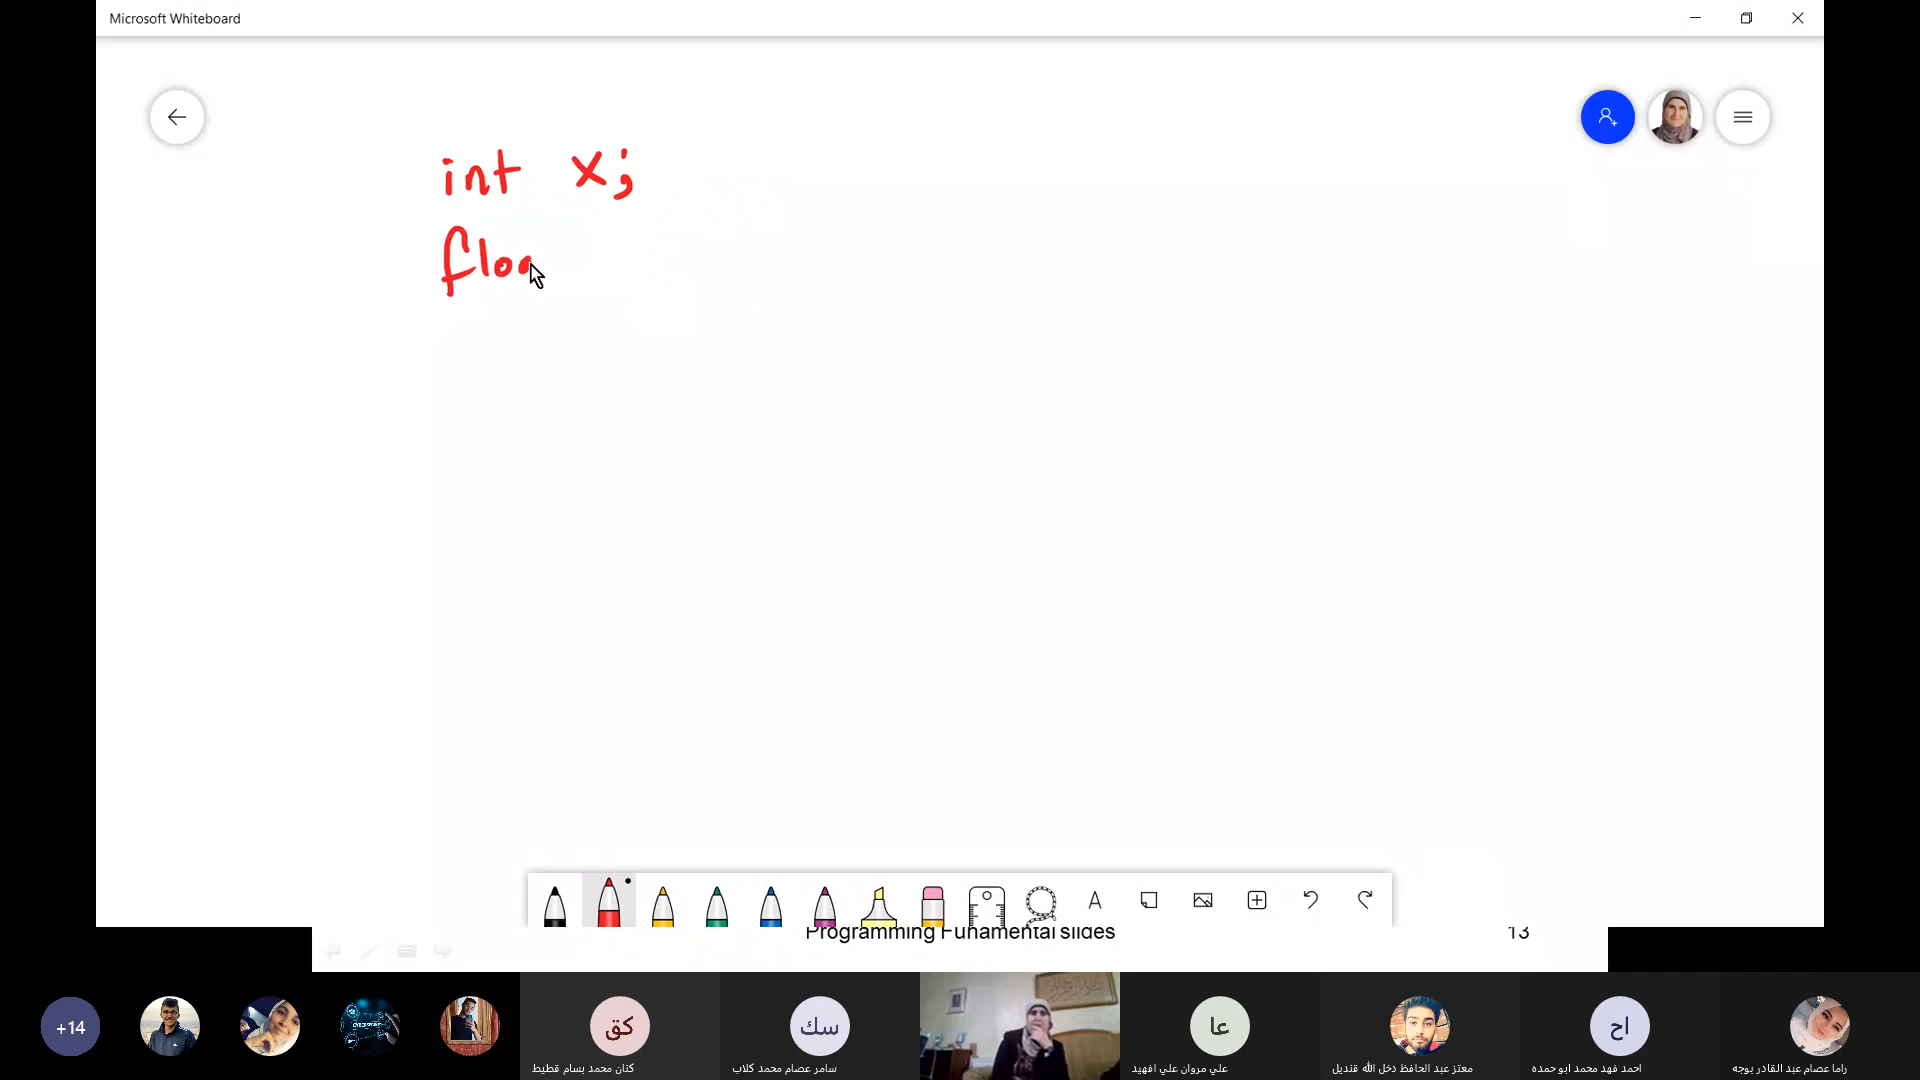 Microsoft Whiteboard
int x;
floa
A
Programming Funamental slides
13
+14
كق
سك
عا
اح
كنان محمد بسام قطيط
سامر عصام محمد كلاب
علي مروان علي افهيد
معتز عبد الحافظ دخل الله قنديل
احمد فهد محمد ابو حمده
راما عصام عبد القادر بوجه